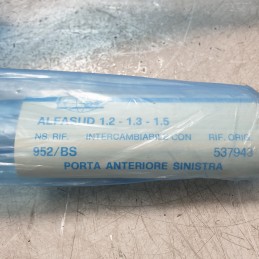 ALFASUD 1.2 - 1.3 - 1.5
NS. RIF. INTERCAMBIABILE CON RIF. ORIG.
952/BS 537943
PORTA ANTERIORE SINISTRA